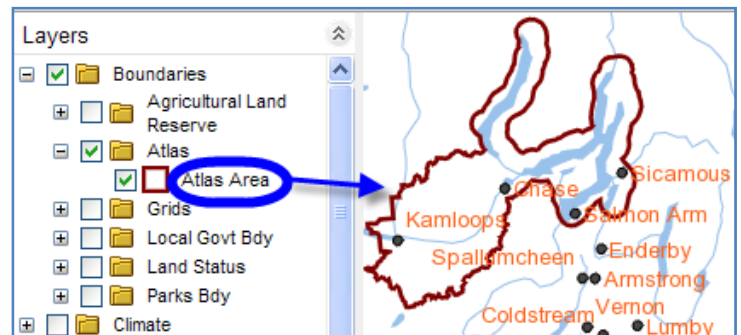 Layers
Boundaries
Agricultural Land
Reserve
Atlas
Atlas Area
Grids
Local Govt Bdy
Land Status
Parks Bdy
Climate
Sicamous
Chase
Salmon Arm
Kamloops
Enderby
Spallumcheen
Armstrong
Vernon
Coldstream
Lumby